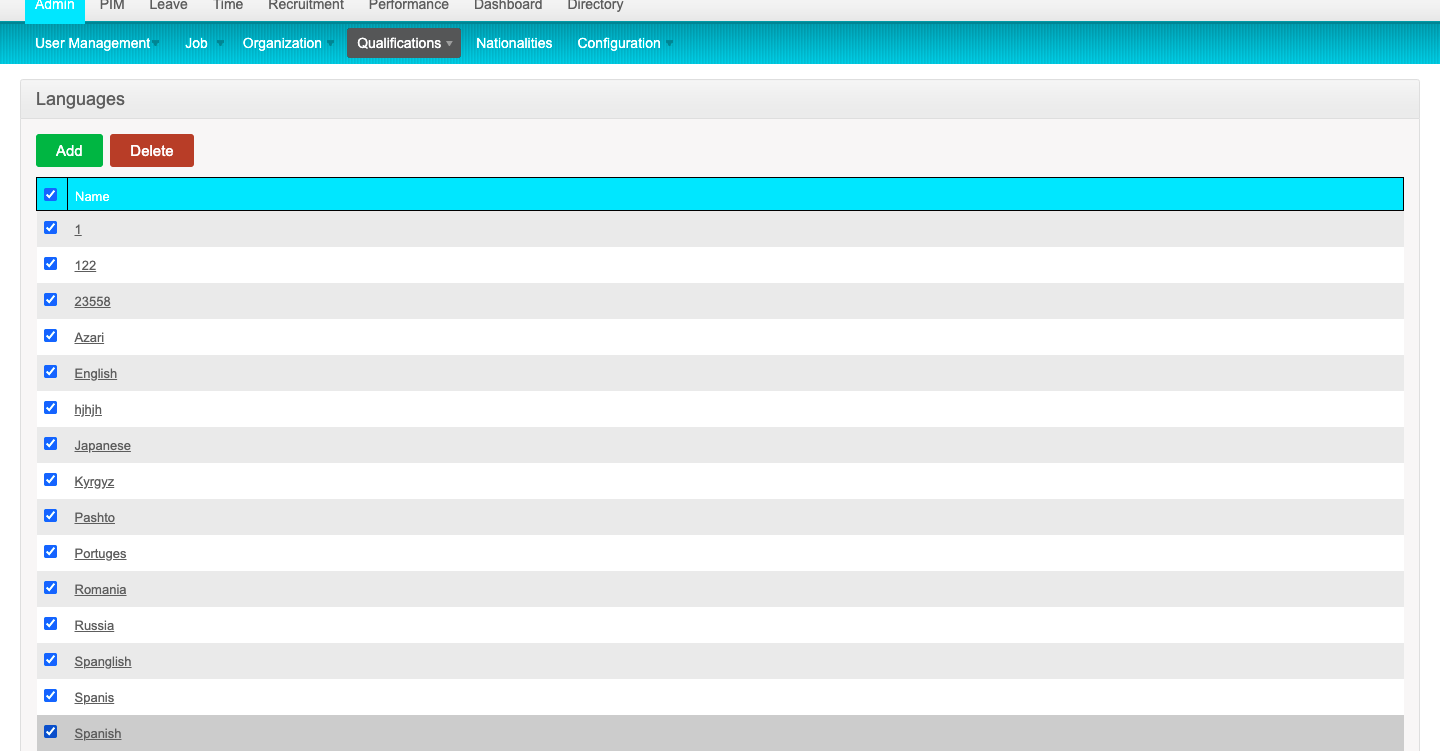 Admin PIM Leave Time Recruitment Performance Dashboard Directory
User Management Job Organization Qualifications Nationalities Configuration
Languages
Add Delete
Name
1
122
23558
Azari
English
hjhjh
Japanese
Kyrgyz
Pashto
Portuges
Romania
Russia
Spanglish
Spanis
Spanish